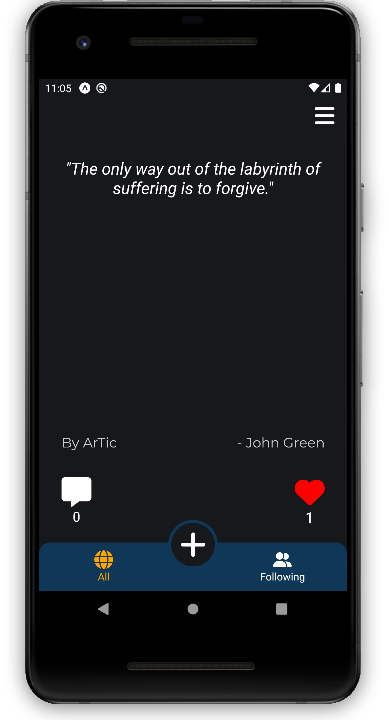 11:05
"The only way out of the labyrinth of
suffering is to forgive."
By ArTic
- John Green
0
1
All
Following